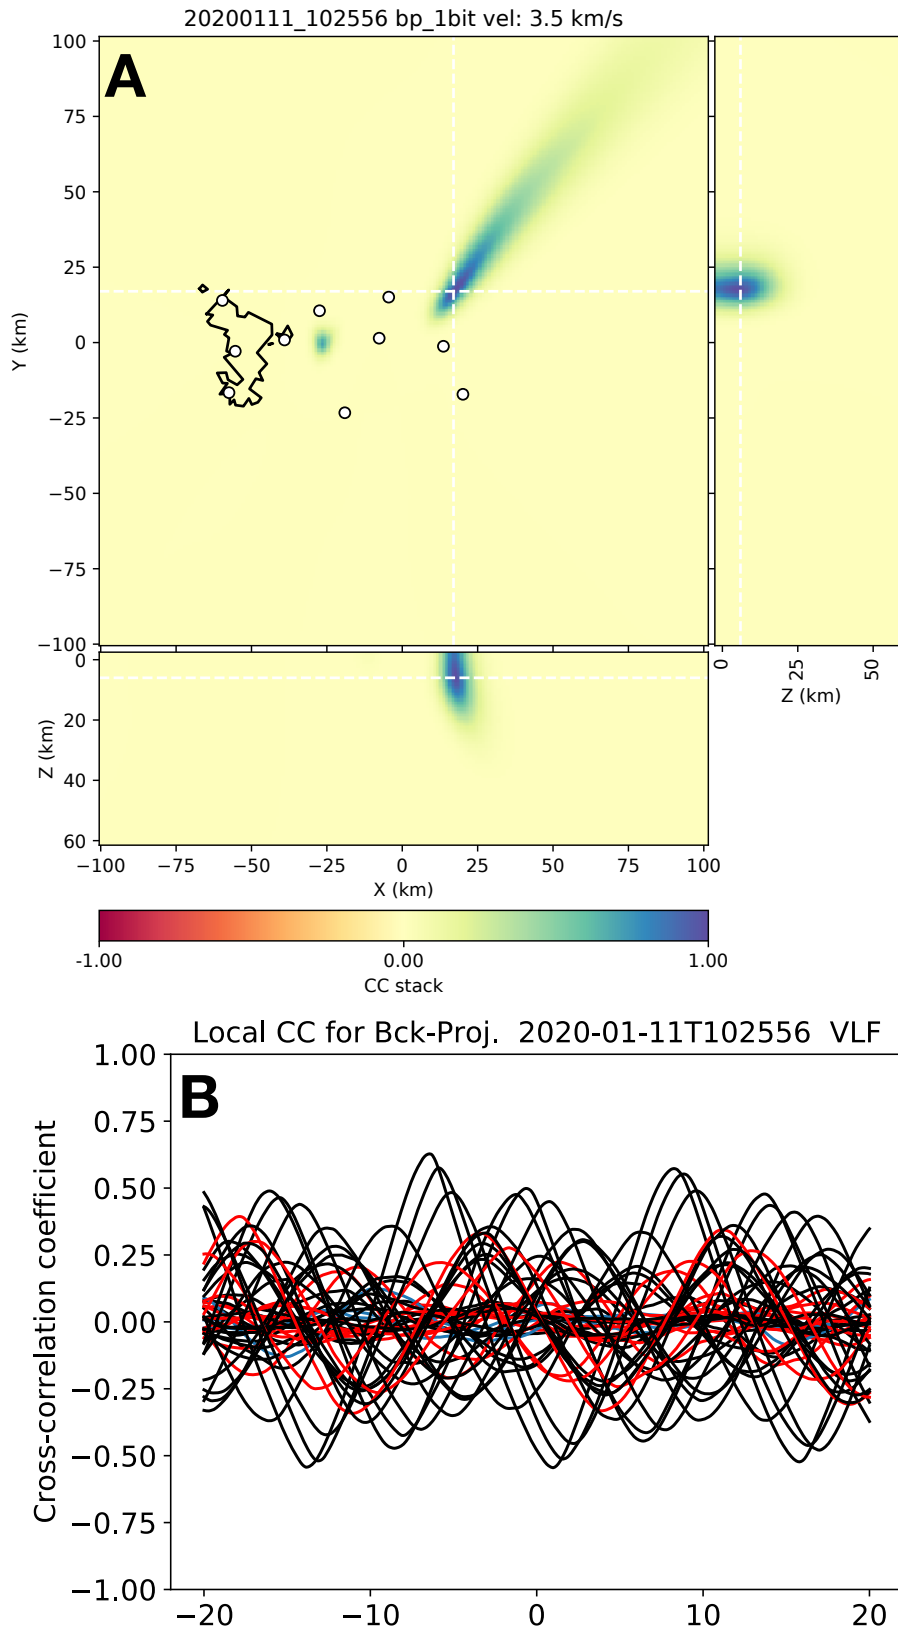 20200111_102556 bp_1bit vel: 3.5 km/s
A
100
75
50
25
0
−25
−50
−75
−100
Y (km)
0
25
50
Z (km)
0
20
40
60
Z (km)
−100 −75 −50 −25 0 25 50 75 100
X (km)
-1.00 0.00 1.00
CC stack
Local CC for Bck-Proj. 2020-01-11T102556 VLF
B
1.00
0.75
0.50
0.25
0.00
−0.25
−0.50
−0.75
−1.00
Cross-correlation coefficient
−20 −10 0 10 20